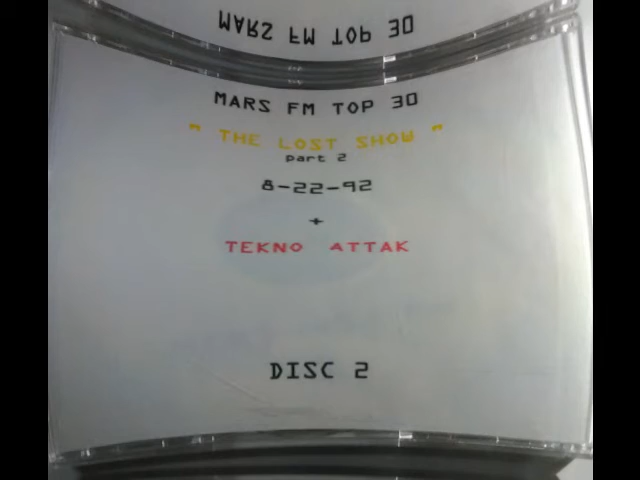 MARS FM TOP 30
MARS FM TOP 30
" THE LOST SHOW "
part 2
8-22-92
+
TEKNO ATTAK
DISC 2